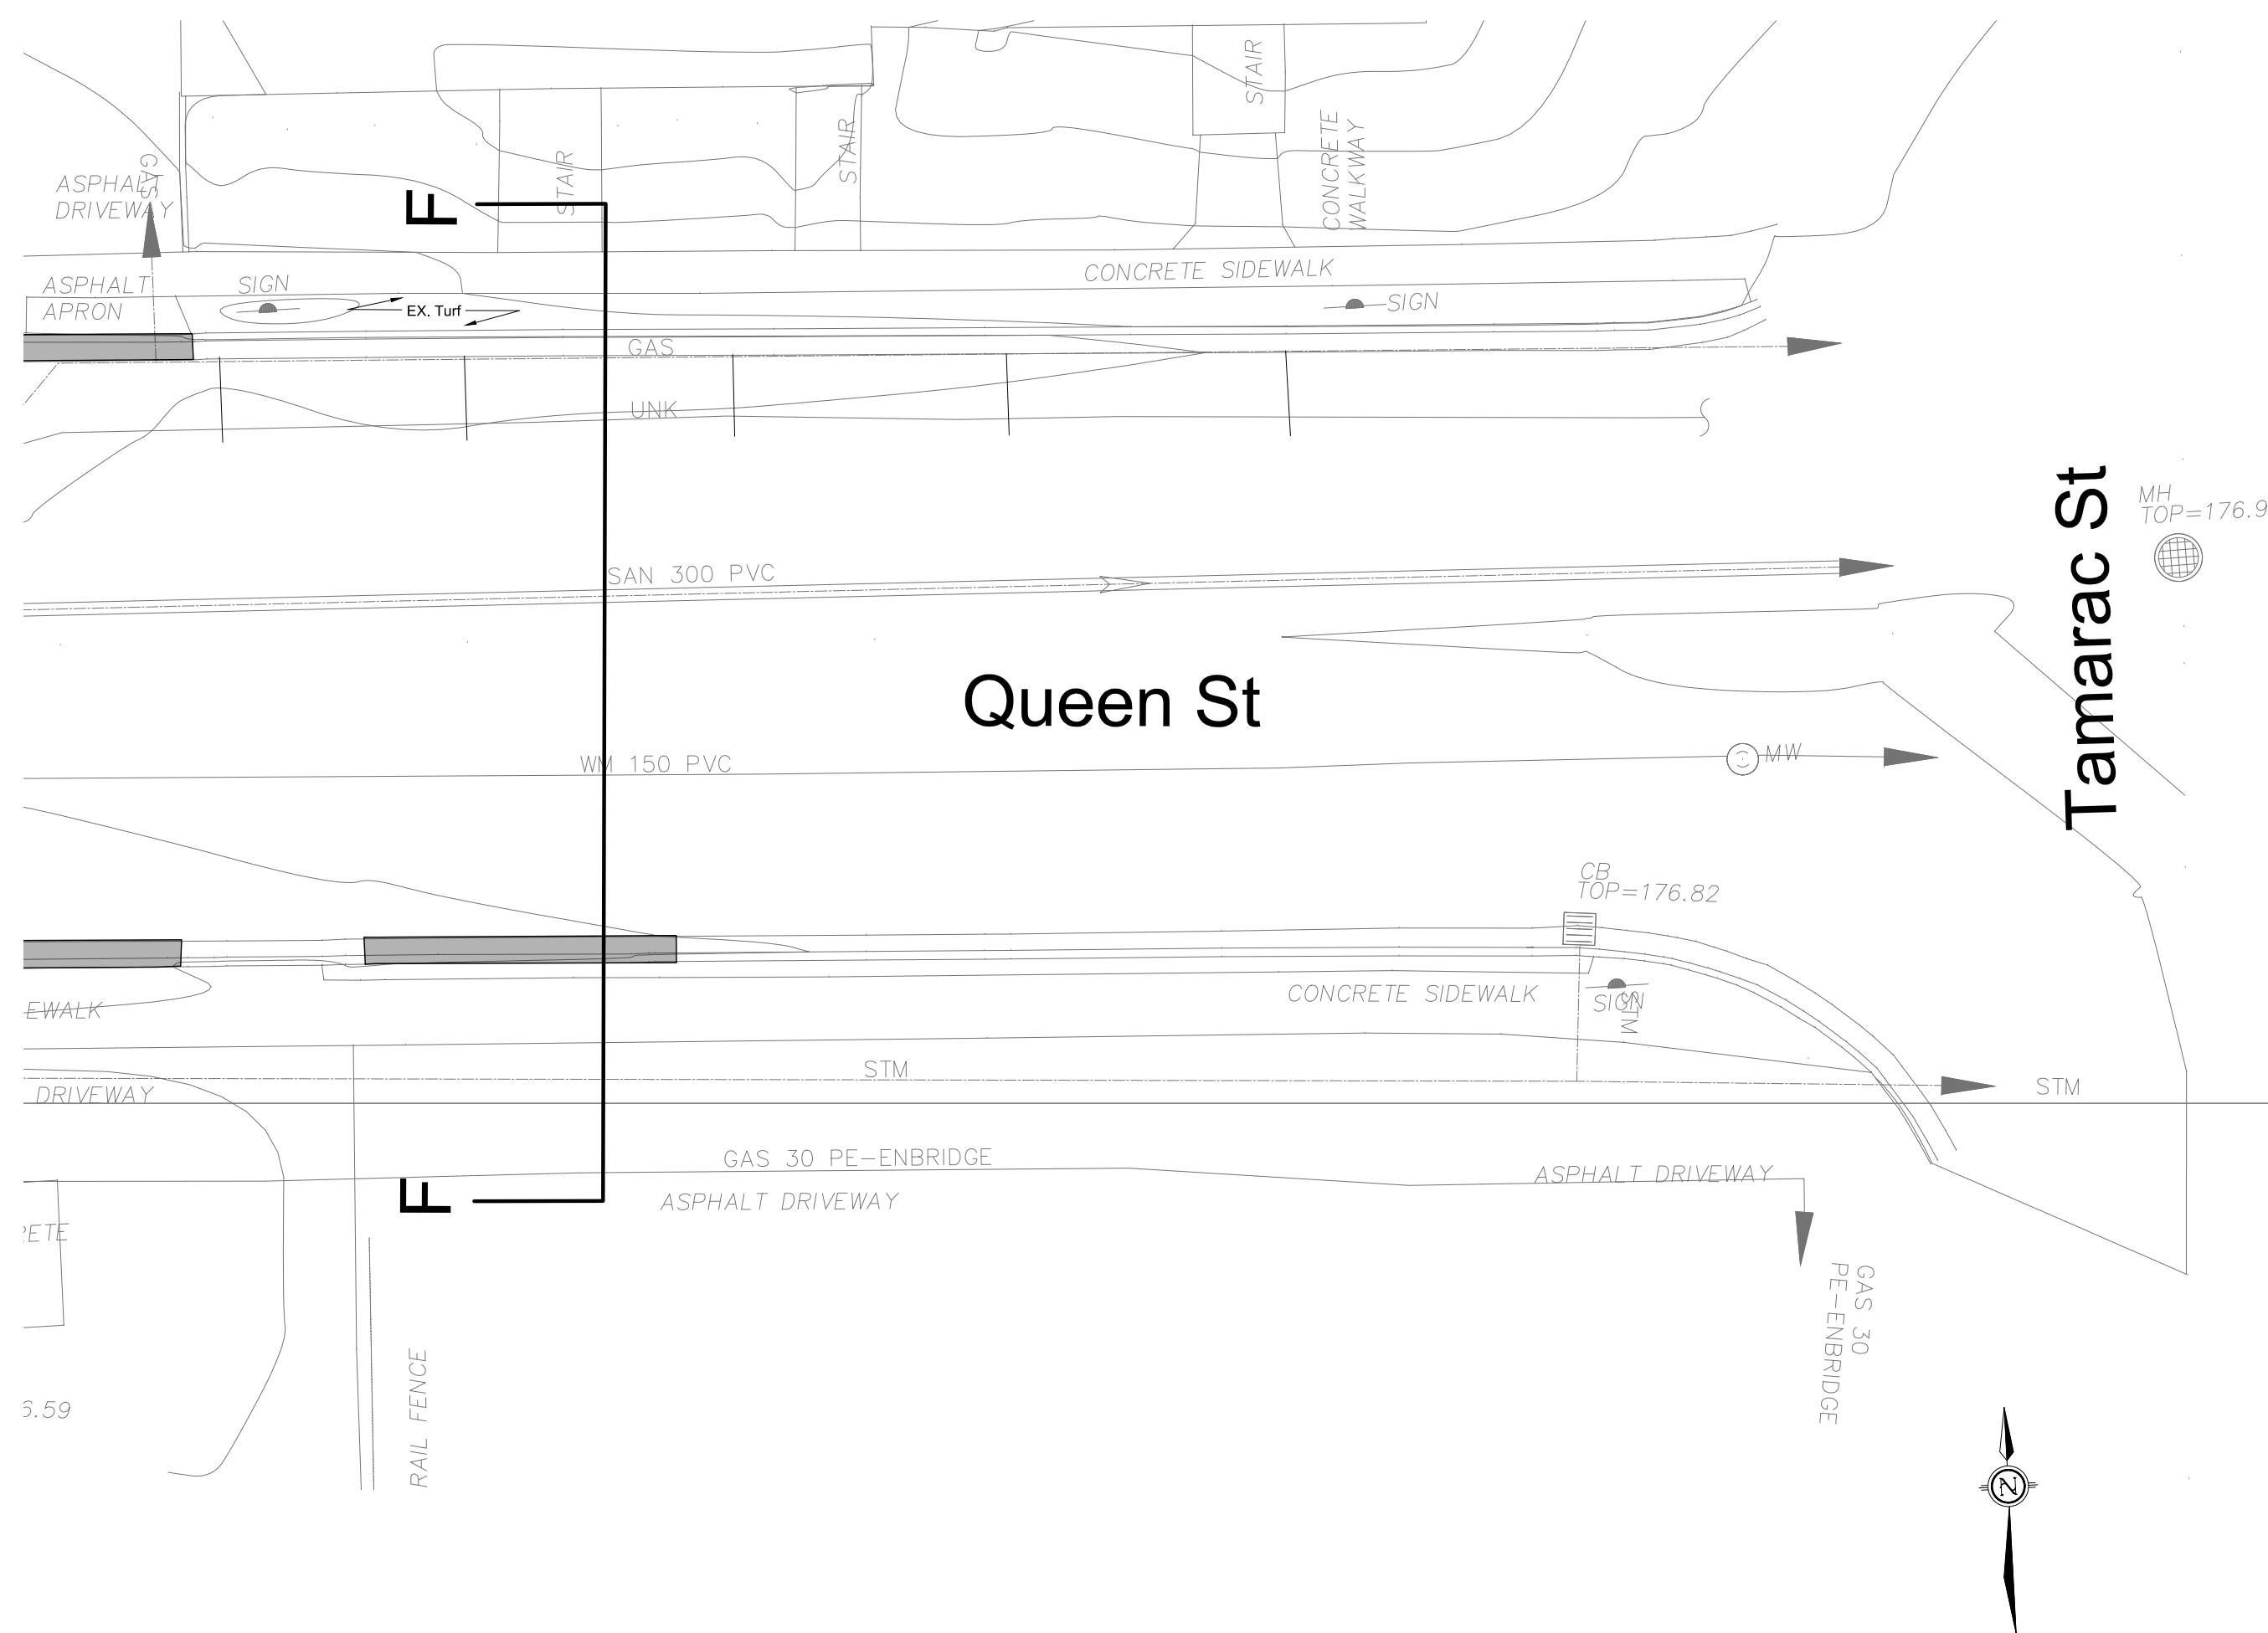 STAIR
STAIR
STAIR
CONCRETE
WALKWAY
GAS
ASPHALT
DRIVEWAY
F
CONCRETE SIDEWALK
ASPHALT
APRON
SIGN
EX. Turf
SIGN
GAS
UNK
Tamarac St
MH
TOP=176.9
SAN 300 PVC
Queen St
WM 150 PVC
MW
CB
TOP=176.82
EWALK
CONCRETE SIDEWALK
SIGN
STM
STM
STM
DRIVEWAY
GAS 30 PE-ENBRIDGE
F
ASPHALT DRIVEWAY
ASPHALT DRIVEWAY
ETE
GAS 30
PE-ENBRIDGE
RAIL FENCE
6.59
N